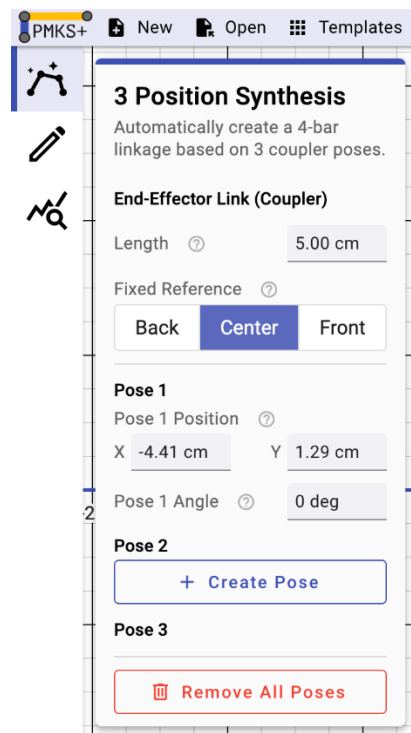 PMKS+ New Open Templates
3 Position Synthesis
Automatically create a 4-bar
linkage based on 3 coupler poses.
End-Effector Link (Coupler)
Length ? 5.00 cm
Fixed Reference ?
Back Center Front
Pose 1
Pose 1 Position ?
X -4.41 cm Y 1.29 cm
Pose 1 Angle ? 0 deg
-2
Pose 2
+ Create Pose
Pose 3
Remove All Poses